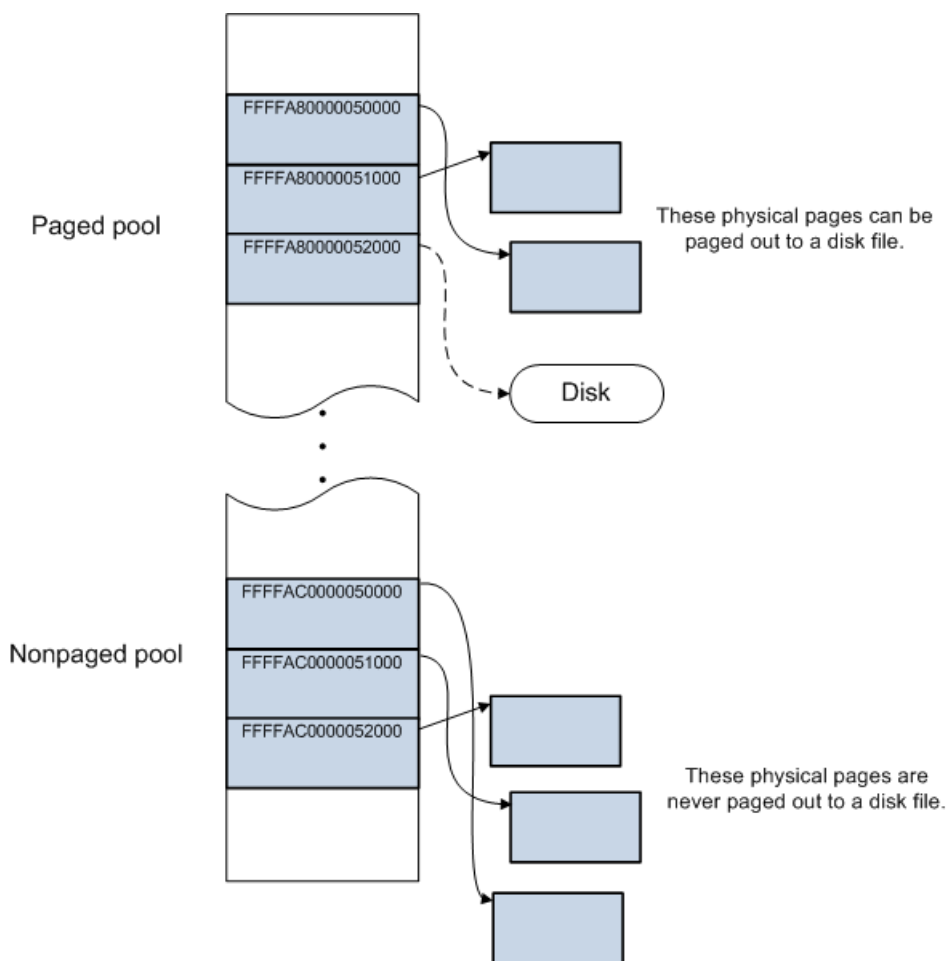 FFFFA80000050000
FFFFA80000051000
Paged pool
These physical pages can be
paged out to a disk file.
FFFFA80000052000
Disk
FFFFAC0000050000
Nonpaged pool
FFFFAC0000051000
FFFFAC0000052000
These physical pages are
never paged out to a disk file.